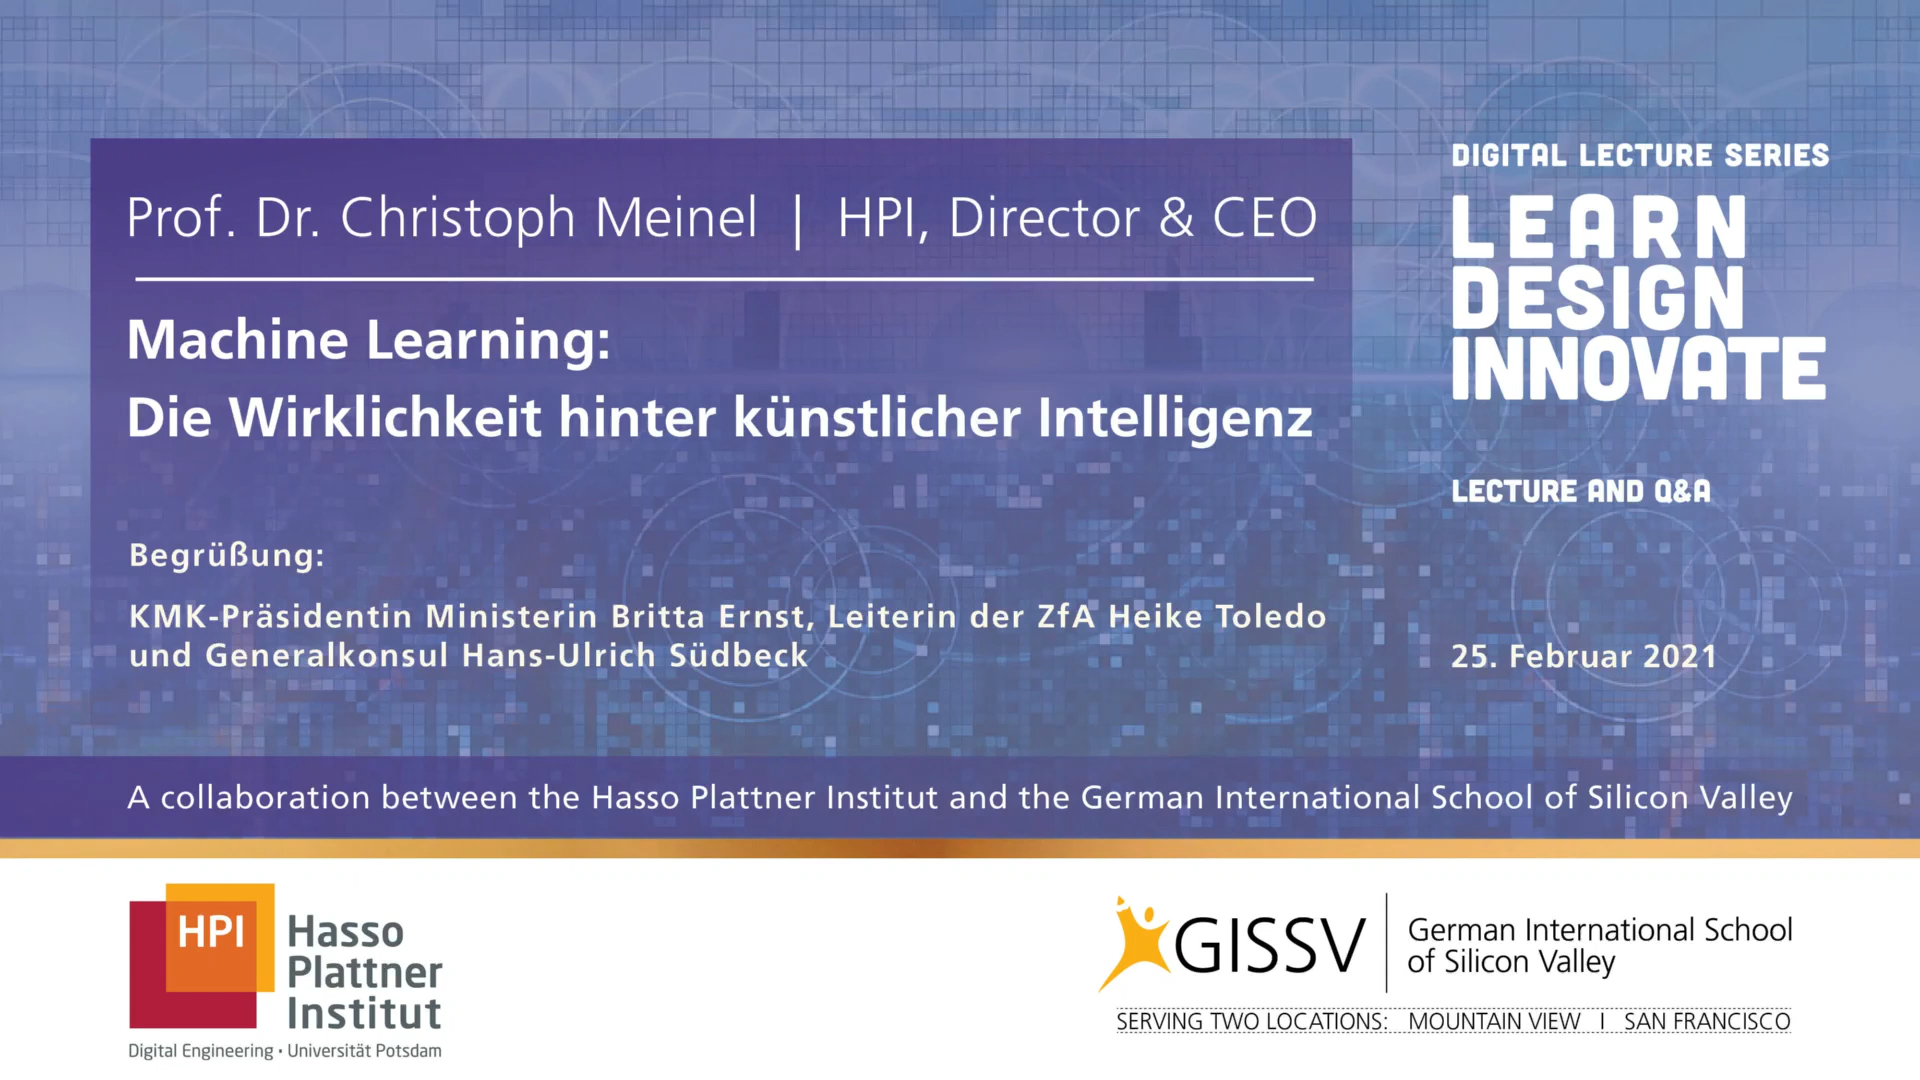 Prof. Dr. Christoph Meinel | HPI, Director & CEO
Machine Learning:
Die Wirklichkeit hinter künstlicher Intelligenz
Begrüßung:
KMK-Präsidentin Ministerin Britta Ernst, Leiterin der ZfA Heike Toledo
und Generalkonsul Hans-Ulrich Südbeck
DIGITAL LECTURE SERIES
LEARN
DESIGN
INNOVATE
LECTURE AND Q&A
25. Februar 2021
A collaboration between the Hasso Plattner Institut and the German International School of Silicon Valley
HPI
Hasso
Plattner
Institut
Digital Engineering • Universität Potsdam
GISSV
German International School
of Silicon Valley
SERVING TWO LOCATIONS: MOUNTAIN VIEW | SAN FRANCISCO